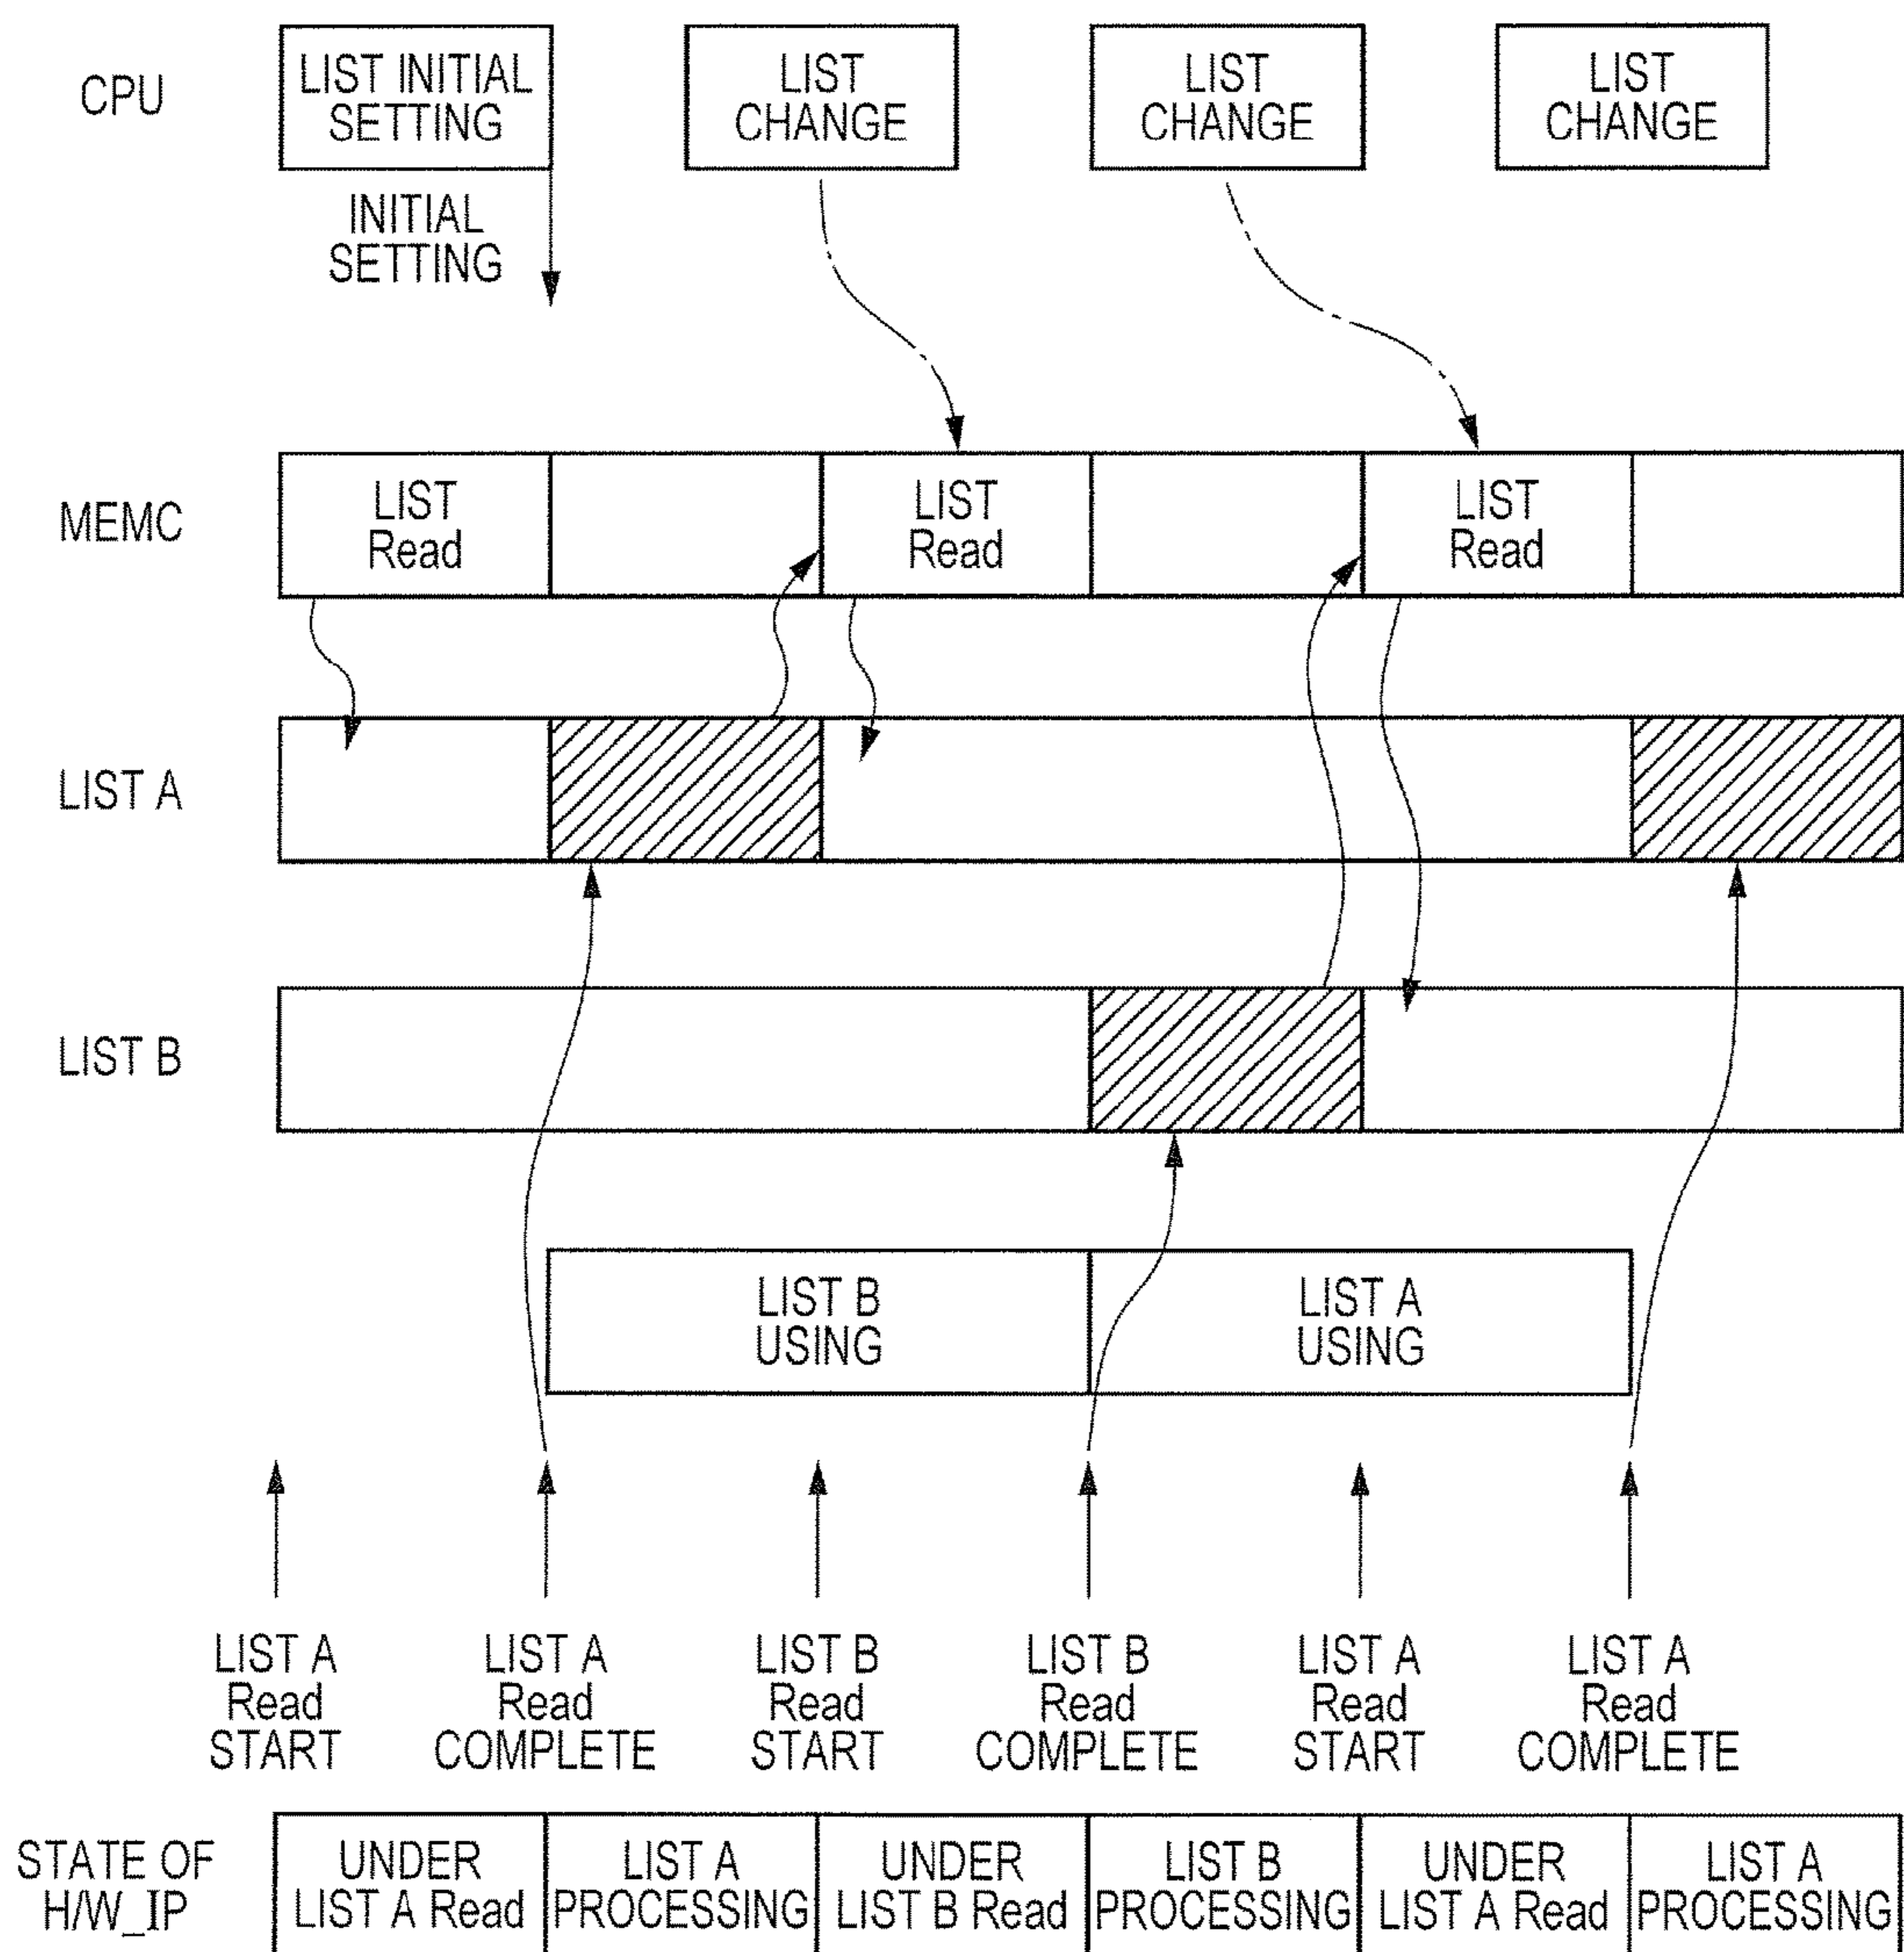 CPU
LIST INITIAL
SETTING
LIST
CHANGE
LIST
CHANGE
LIST
CHANGE
INITIAL
SETTING
MEMC
LIST
Read
LIST
Read
LIST
Read
LIST A
LIST B
LIST B
USING
LIST A
USING
LIST A
Read
START
LIST A
Read
COMPLETE
LIST B
Read
START
LIST B
Read
COMPLETE
LIST A
Read
START
LIST A
Read
COMPLETE
STATE OF
H/W_IP
UNDER
LIST A Read
LIST A
PROCESSING
UNDER
LIST B Read
LIST B
PROCESSING
UNDER
LIST A Read
LIST A
PROCESSING